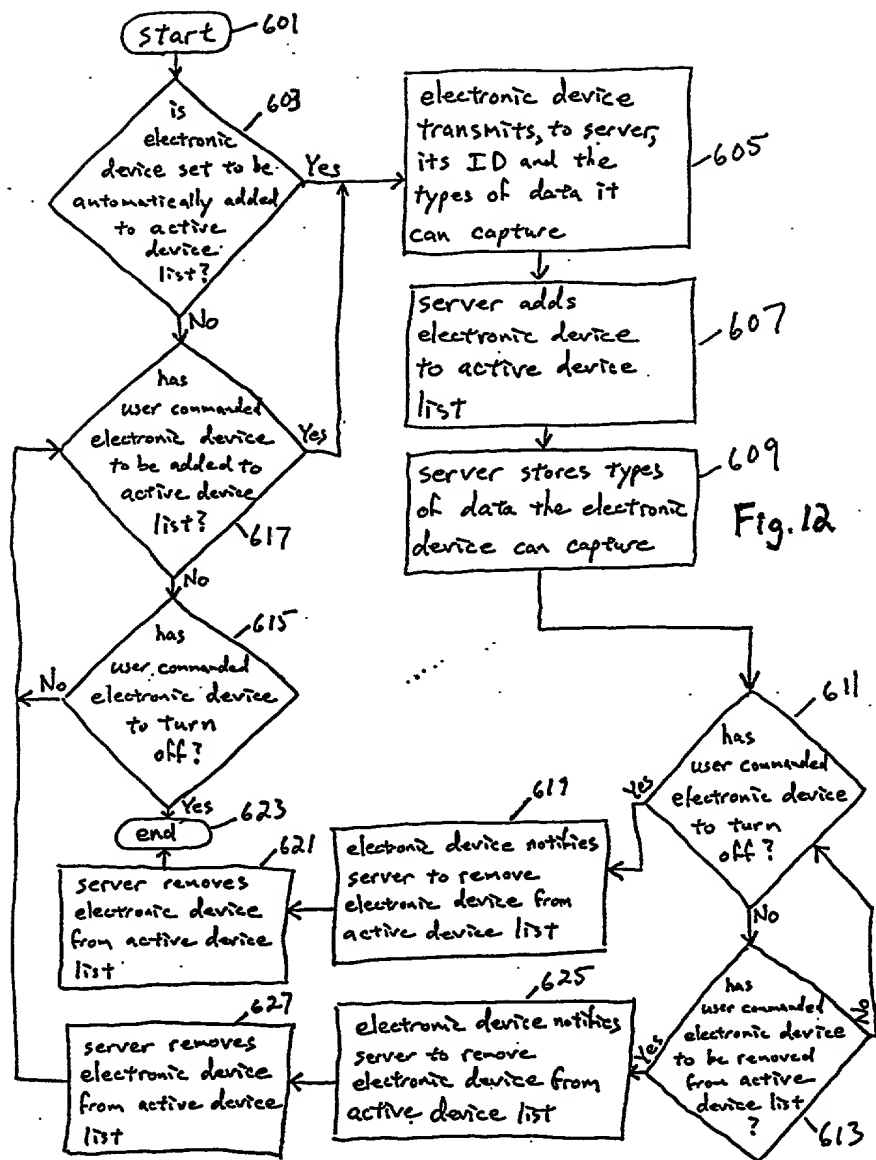 start
601
is
electronic
device set to be
automatically added
to active
device
list?
603
Yes
No
electronic device
transmits, to server,
its ID and the
types of data it
can capture
605
server adds
electronic device
to active device
list
607
server stores types
of data the electronic
device can capture
609
Fig. 12
has
user commanded
electronic device
to be added to
active device
list?
Yes
617
No
has
user commanded
electronic device
to turn
off?
615
No
Yes
end
623
has
user commanded
electronic device
to turn
off?
611
Yes
No
electronic device notifies
server to remove
electronic device from
active device list
619
server removes
electronic device
from active device
list
621
has
user commanded
electronic device
to be removed
from active
device list
?
613
No
Yes
electronic device notifies
server to remove
electronic device from
active device list
625
server removes
electronic device
from active device
list
627